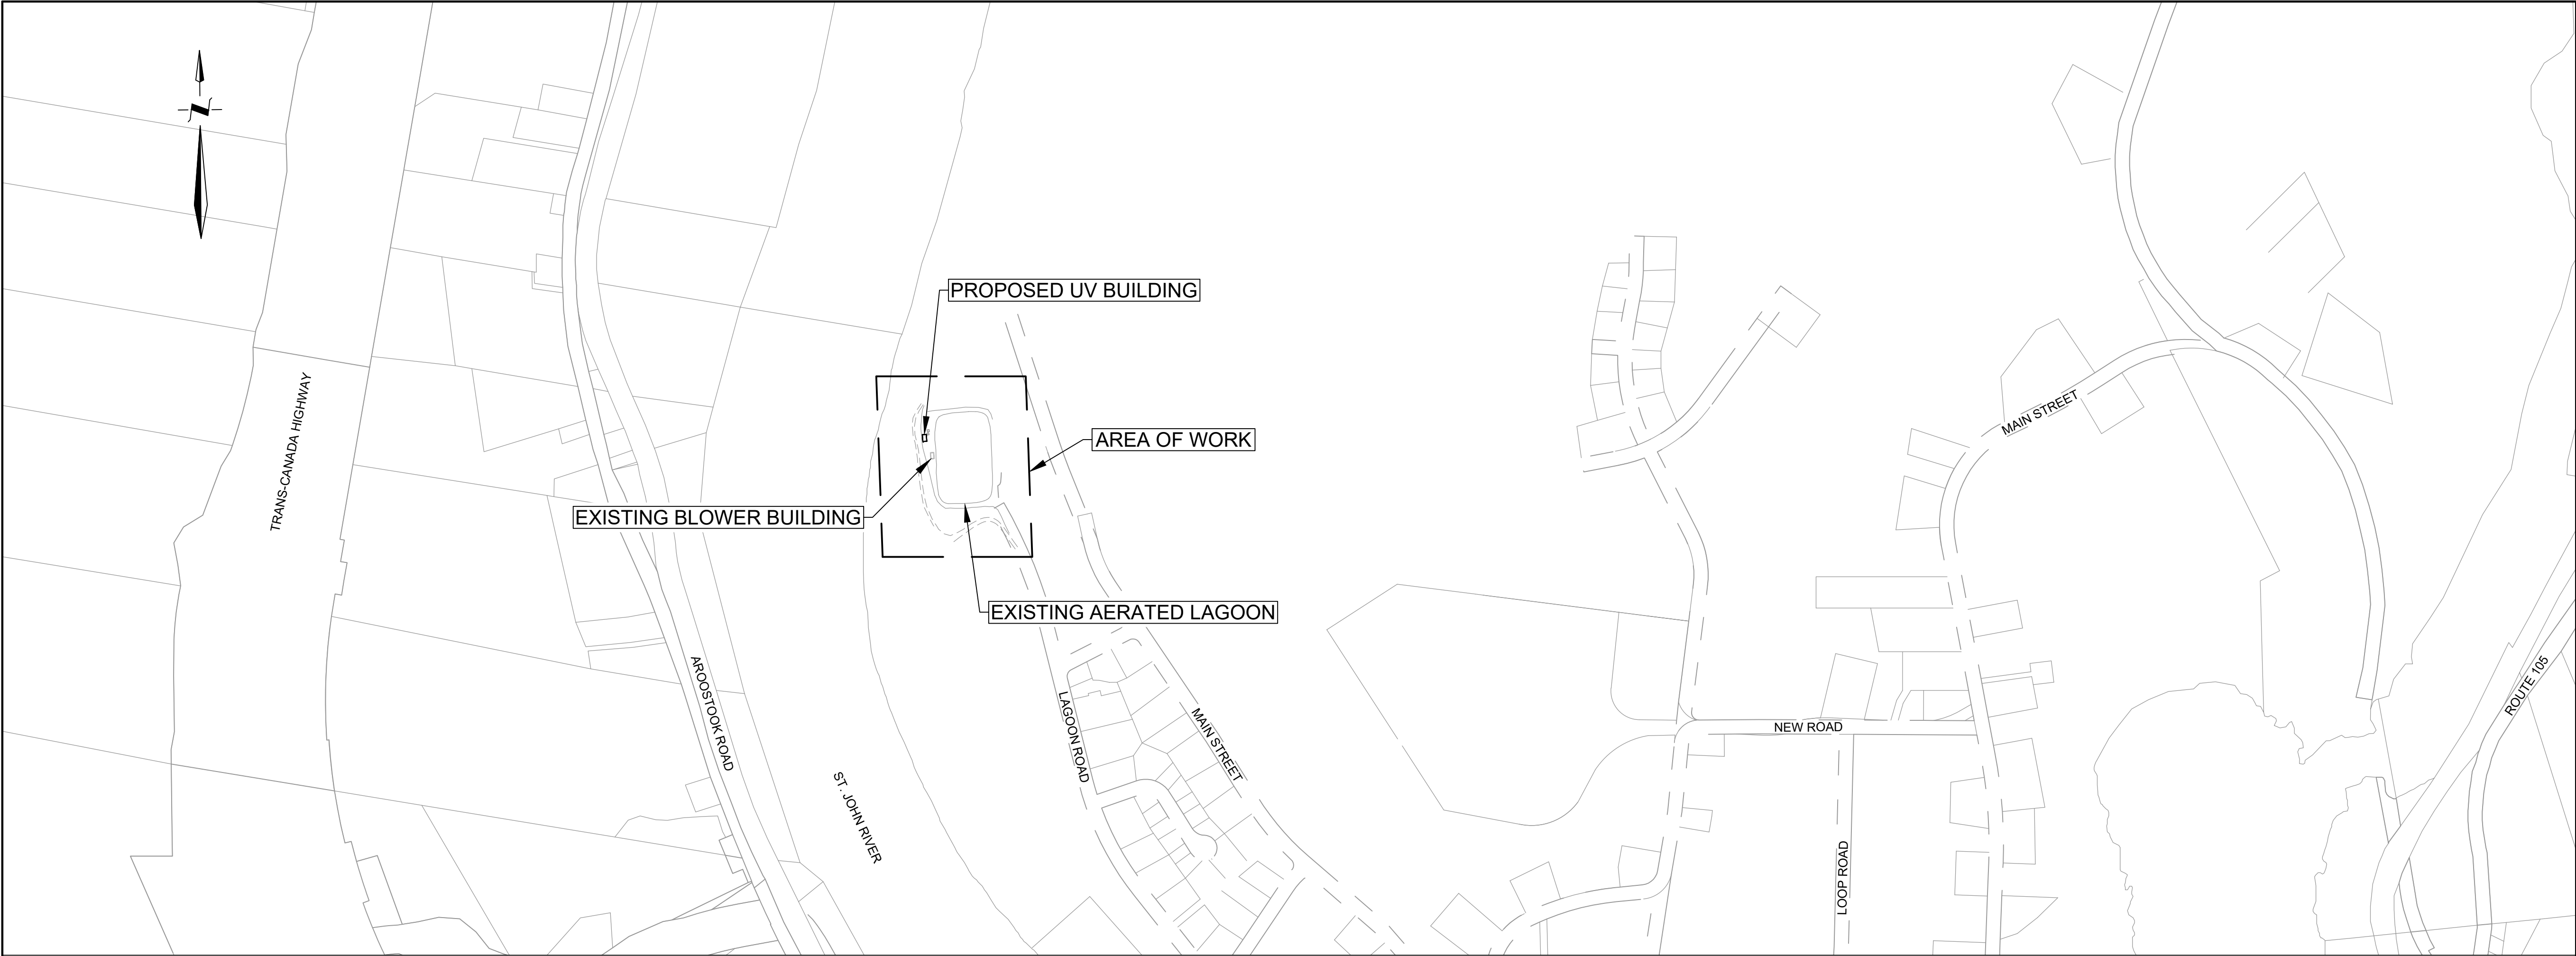 PROPOSED UV BUILDING
TRANS-CANADA HIGHWAY
AREA OF WORK
MAIN STREET
EXISTING BLOWER BUILDING
EXISTING AERATED LAGOON
AROOSTOOK ROAD
LAGOON ROAD
MAIN STREET
NEW ROAD
ROUTE 105
ST. JOHN RIVER
LOOP ROAD